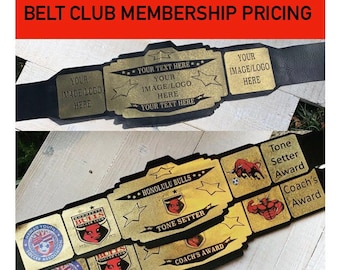 BELT CLUB MEMBERSHIP PRICING
YOUR TEXT HERE
YOUR
IMAGE/LOGO
HERE
YOUR
IMAGE/LOGO
HERE
YOUR
IMAGE/LOGO
HERE
YOUR TEXT HERE
HONOLULU BULLS
TONE SETTER
Tone
Setter
Award
BULLS
COACH'S AWARD
Coach's
Award